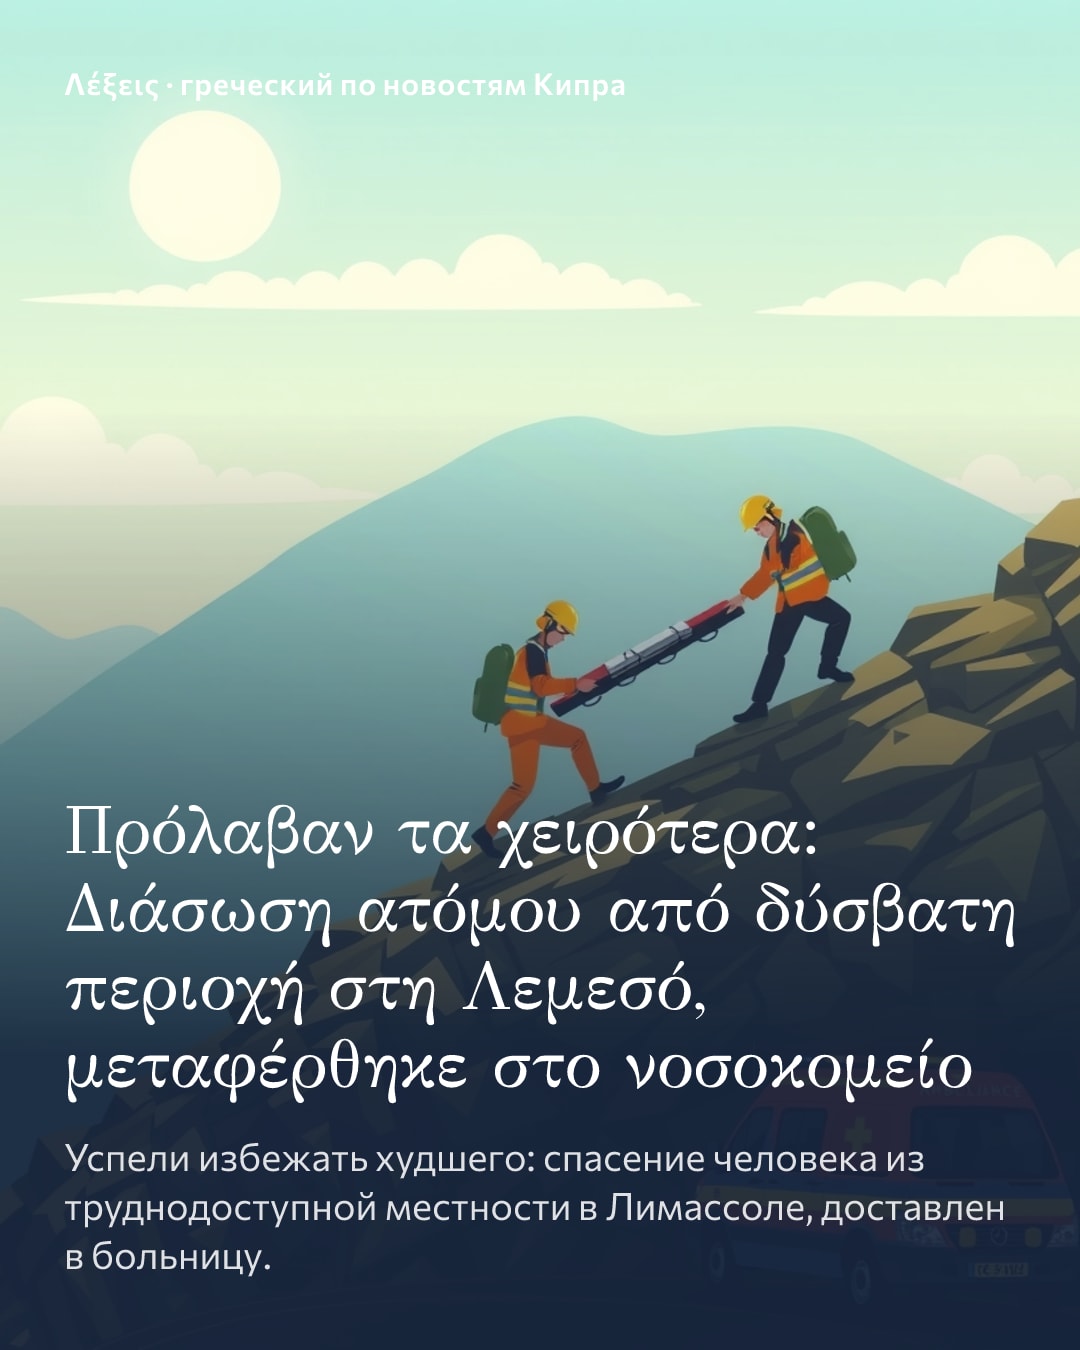 Λέξεις · греческий по новостям Кипра
Πρόλαβαν τα χειρότερα:
Διάσωση ατόμου από δύσβατη
περιοχή στη Λεμεσό,
μεταφέρθηκε στο νοσοκομείο
Успели избежать худшего: спасение человека из
труднодоступной местности в Лимассоле, доставлен
в больницу.